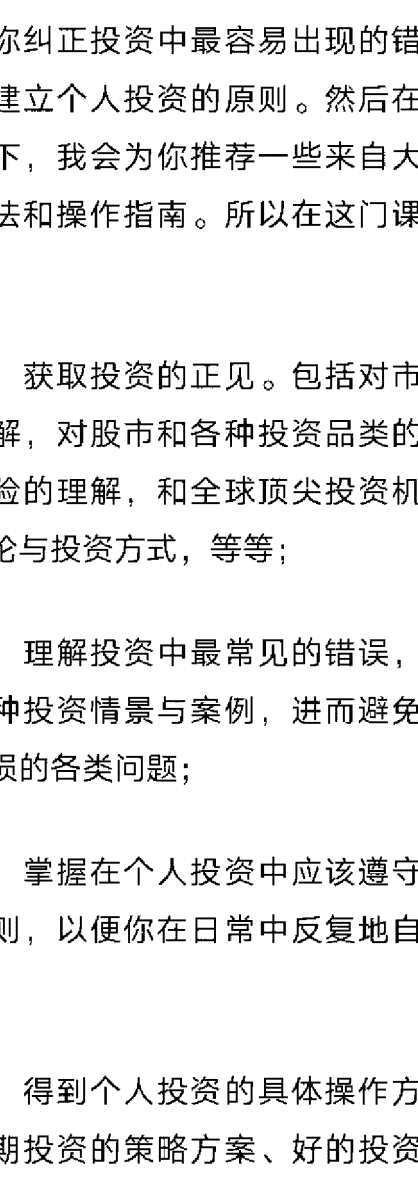 你纠正投资中最容易出现的错
建立个人投资的原则。然后在
下，我会为你推荐一些来自大
法和操作指南。所以在这门课
获取投资的正见。包括对市
解，对股市和各种投资品类的
险的理解，和全球顶尖投资机
论与投资方式，等等；
理解投资中最常见的错误，
种投资情景与案例，进而避免
损的各类问题；
掌握在个人投资中应该遵守
则，以便你在日常中反复地自
得到个人投资的具体操作方
期投资的策略方案、好的投资